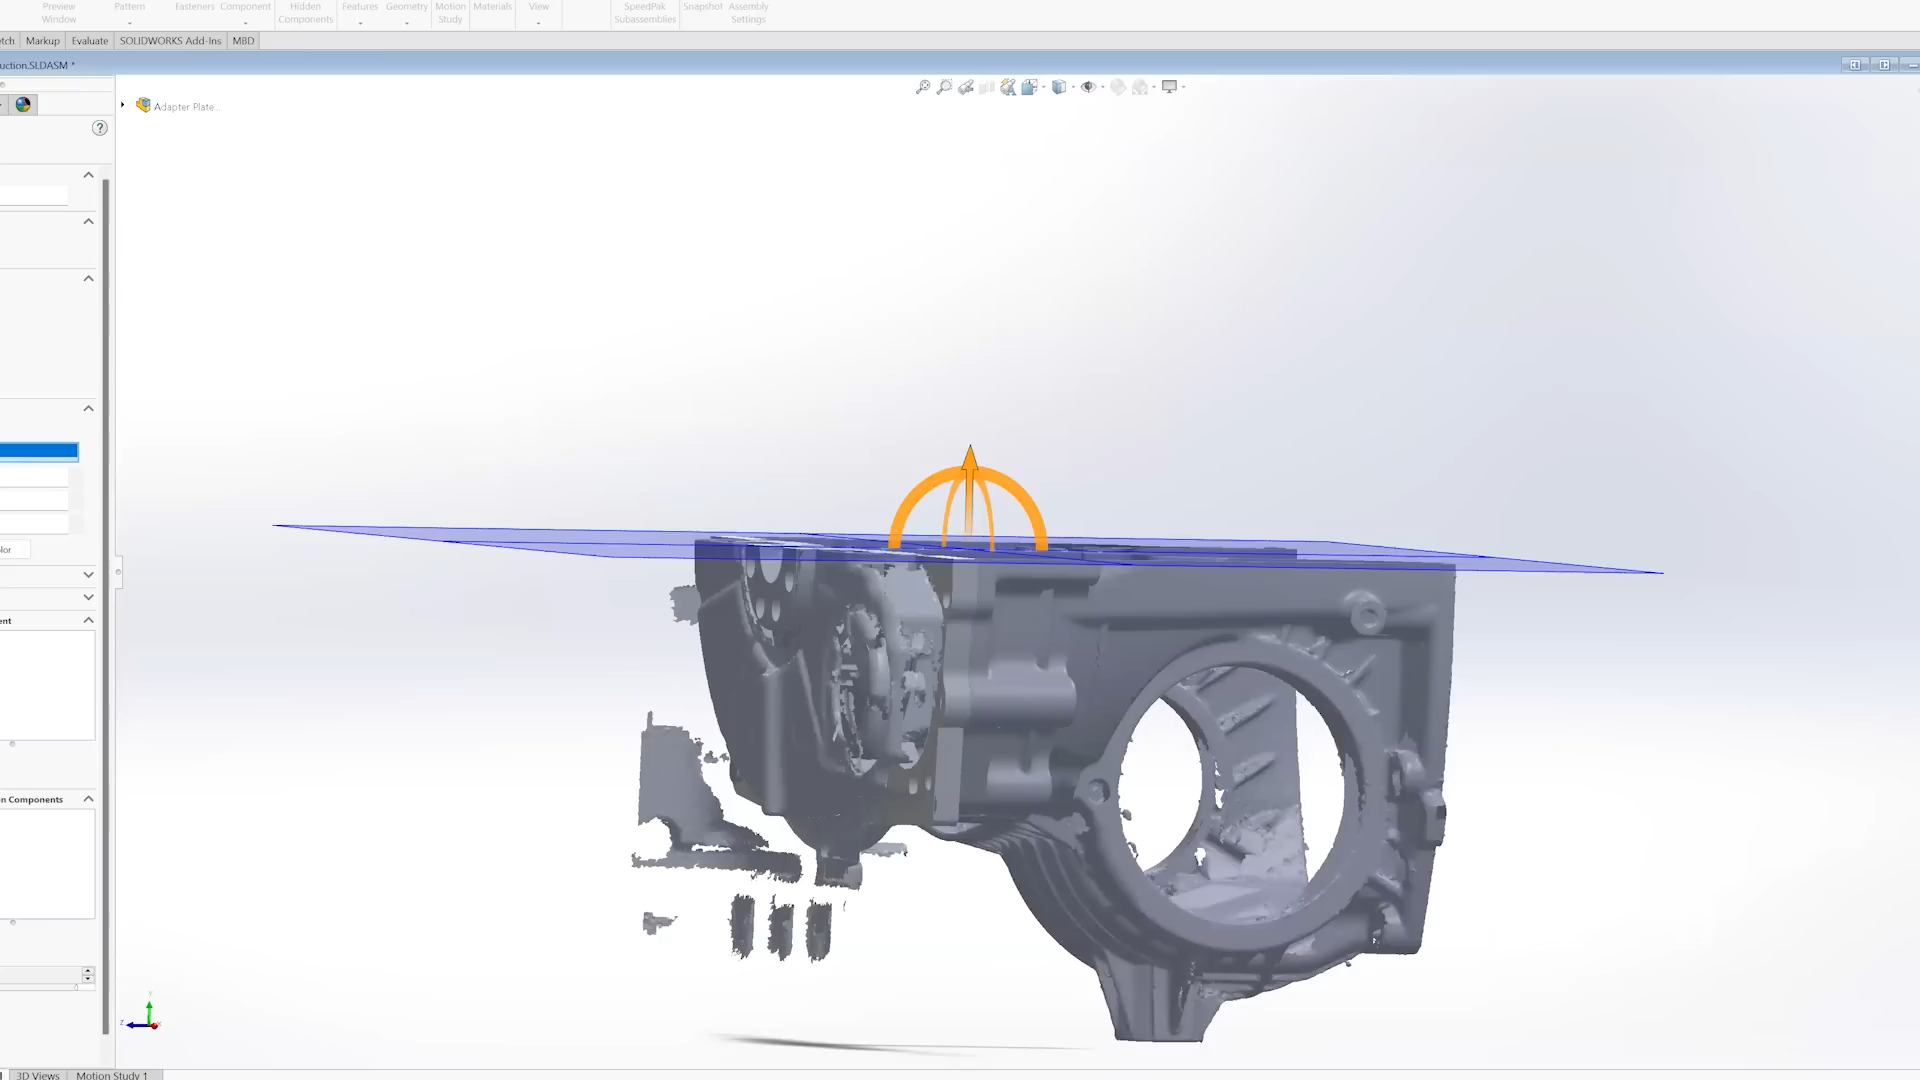 Preview Pattern Fasteners Component Hidden Features Geometry Motion Materials View SpeedPak Snapshot Assembly
Window Components Study Subassemblies Settings
tch Markup Evaluate SOLIDWORKS Add-Ins MBD
uction.SLDASM *
Adapter Plate...
?
lor
ent
n Components
Y
Z
3D Views Motion Study 1